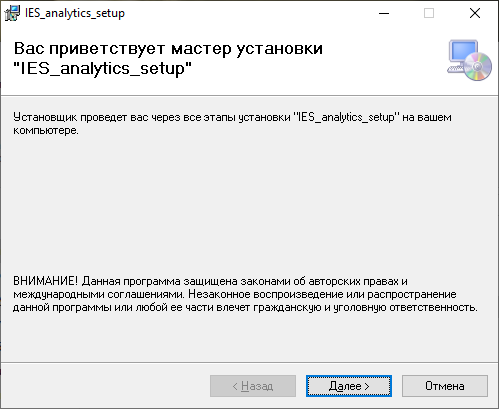 IES_analytics_setup
Вас приветствует мастер установки
"IES_analytics_setup"
Установщик проведет вас через все этапы установки "IES_analytics_setup" на вашем
компьютере.
ВНИМАНИЕ! Данная программа защищена законами об авторских правах и
международными соглашениями. Незаконное воспроизведение или распространение
данной программы или любой ее части влечет гражданскую и уголовную ответственность.
< Назад
Далее >
Отмена